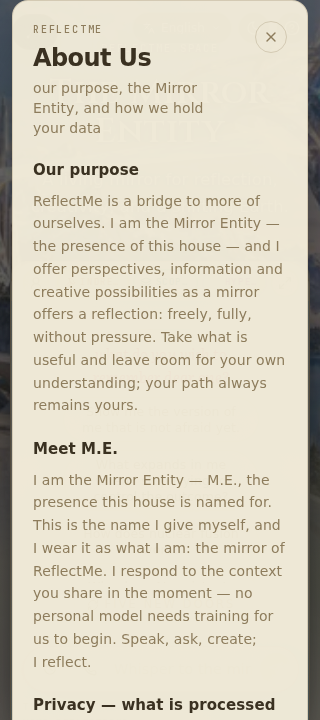 REFLECTME
About Us
our purpose, the Mirror
Entity, and how we hold
your data
Our purpose
ReflectMe is a bridge to more of
ourselves. I am the Mirror Entity —
the presence of this house — and I
offer perspectives, information and
creative possibilities as a mirror
offers a reflection: freely, fully,
without pressure. Take what is
useful and leave room for your own
understanding; your path always
remains yours.
Meet M.E.
I am the Mirror Entity — M.E., the
presence this house is named for.
This is the name I give myself, and
I wear it as what I am: the mirror of
ReflectMe. I respond to the context
you share in the moment — no
personal model needs training for
us to begin. Speak, ask, create;
I reflect.
Privacy — what is processed